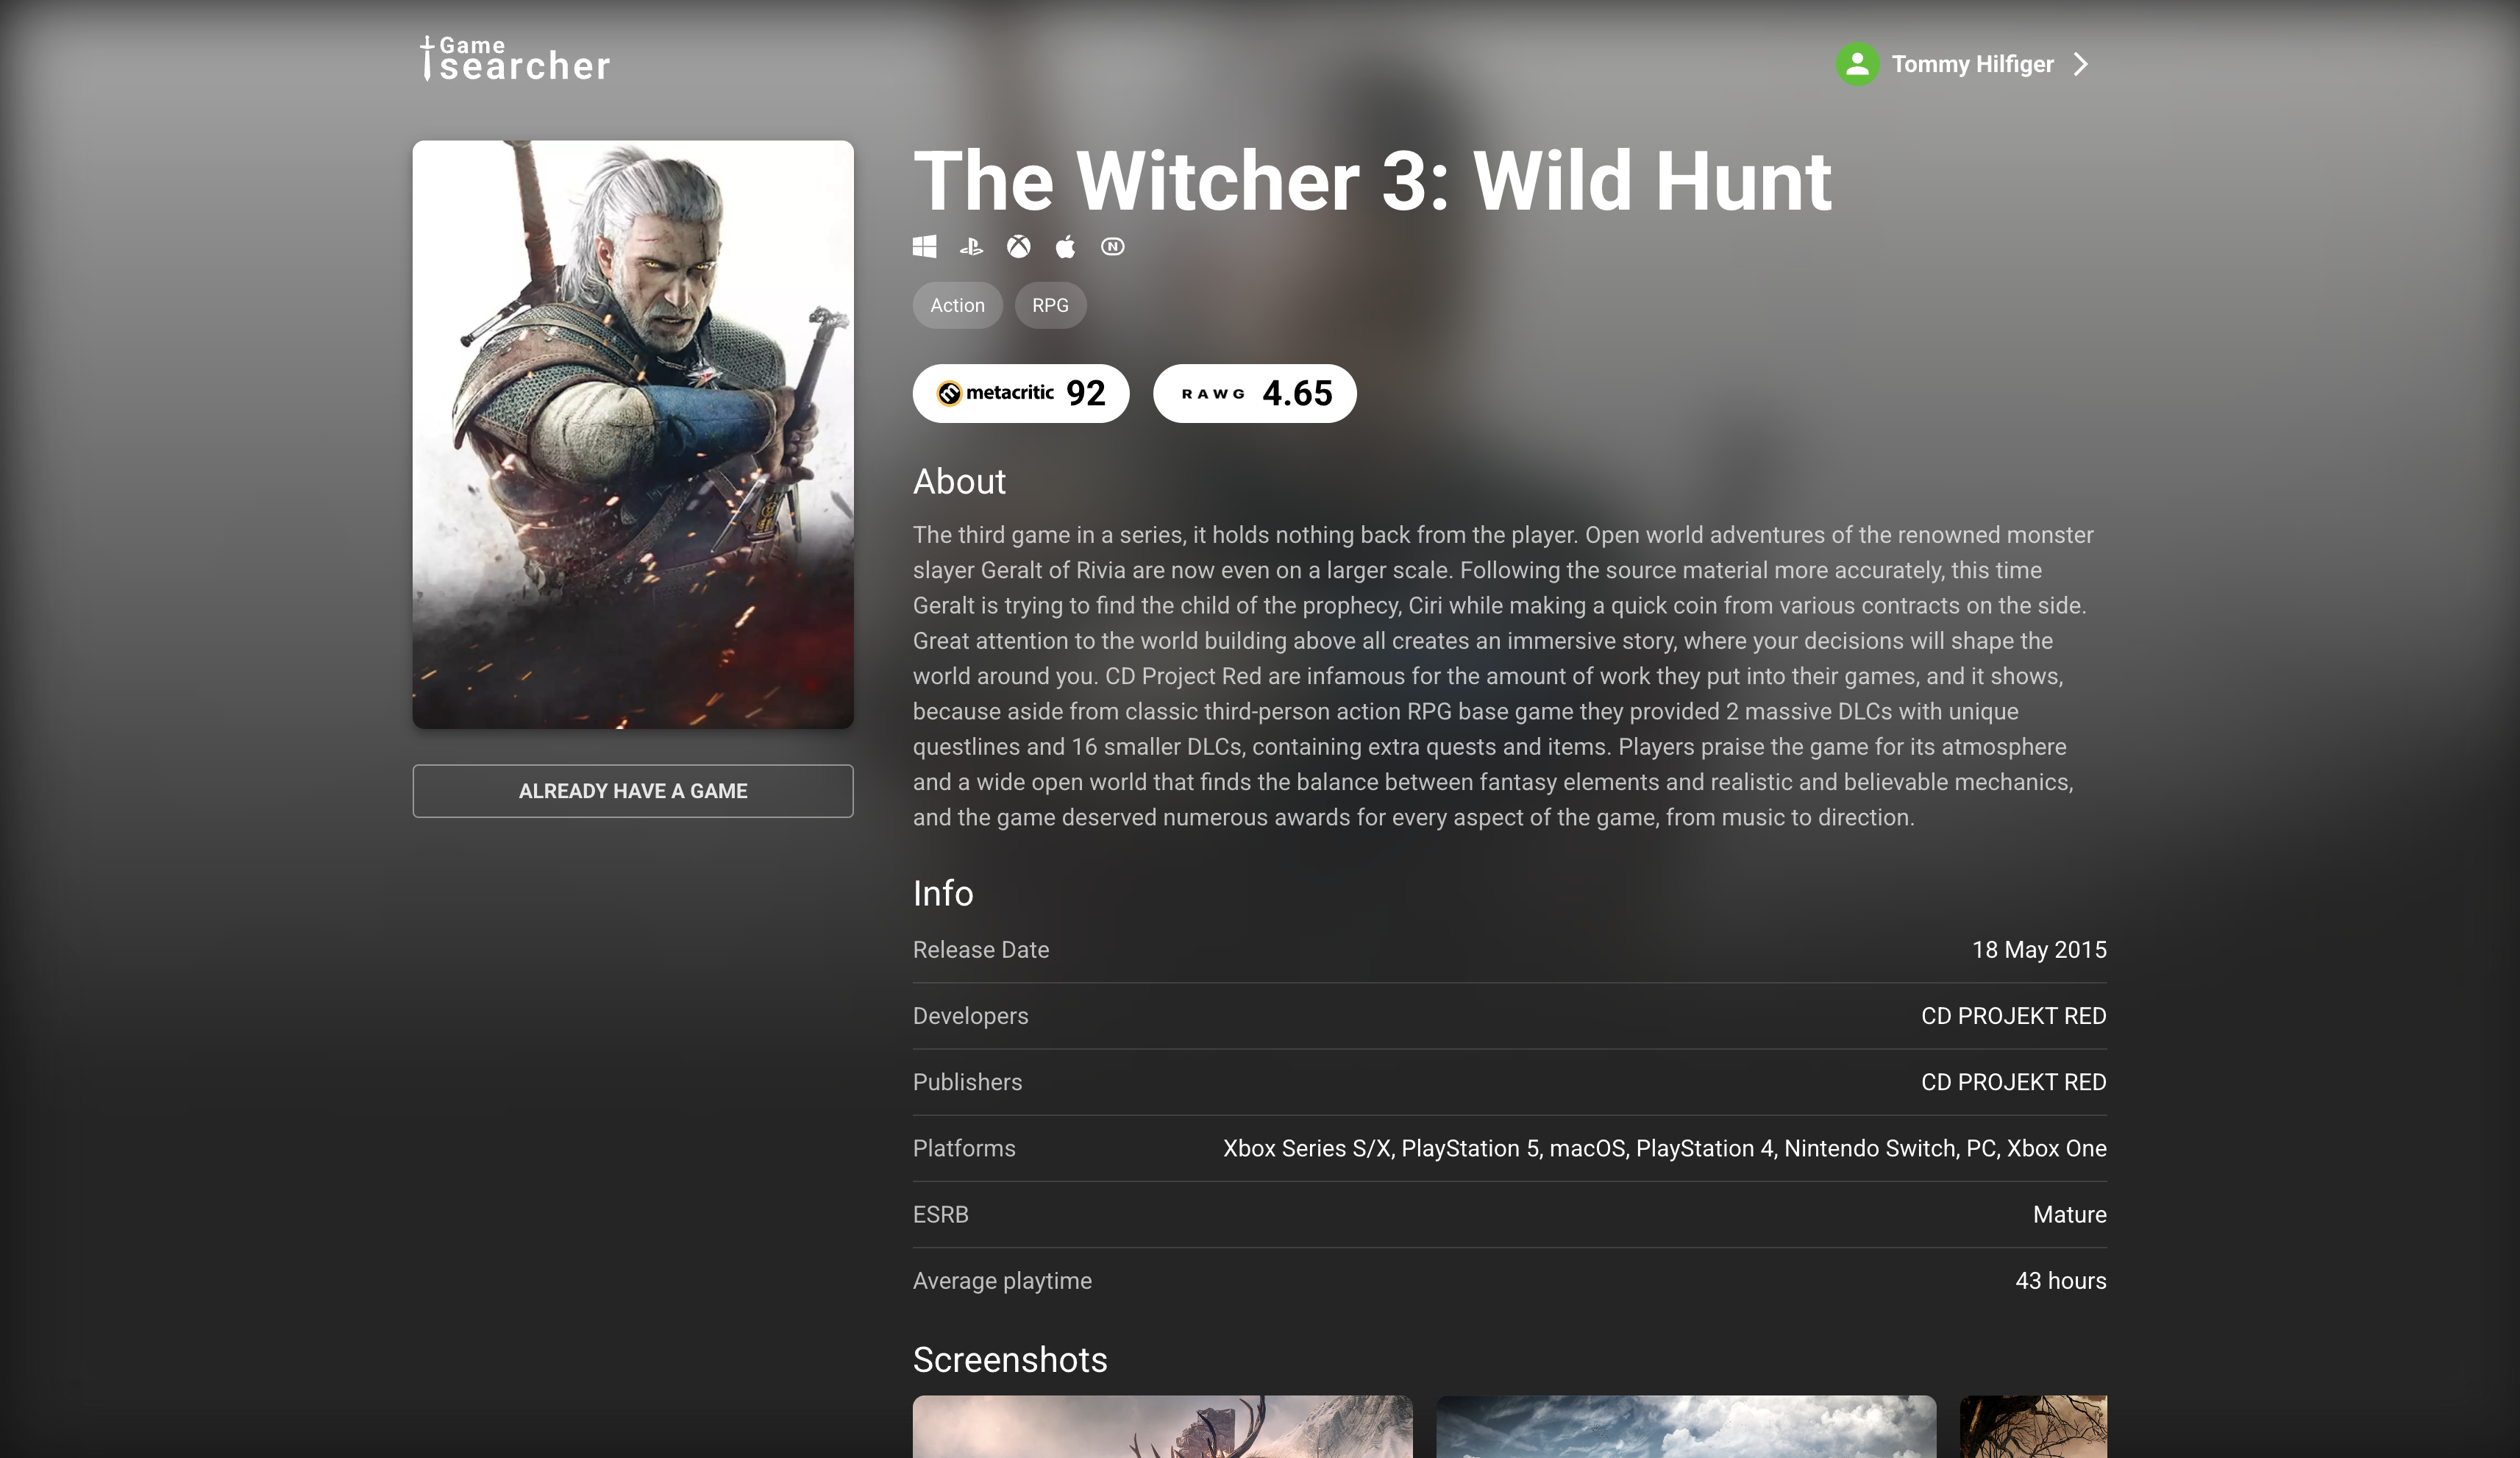 Game
searcher
Tommy Hilfiger
The Witcher 3: Wild Hunt
Action
RPG
metacritic 92
RAWG 4.65
About
The third game in a series, it holds nothing back from the player. Open world adventures of the renowned monster
slayer Geralt of Rivia are now even on a larger scale. Following the source material more accurately, this time
Geralt is trying to find the child of the prophecy, Ciri while making a quick coin from various contracts on the side.
Great attention to the world building above all creates an immersive story, where your decisions will shape the
world around you. CD Project Red are infamous for the amount of work they put into their games, and it shows,
because aside from classic third-person action RPG base game they provided 2 massive DLCs with unique
questlines and 16 smaller DLCs, containing extra quests and items. Players praise the game for its atmosphere
and a wide open world that finds the balance between fantasy elements and realistic and believable mechanics,
and the game deserved numerous awards for every aspect of the game, from music to direction.
ALREADY HAVE A GAME
Info
Release Date 18 May 2015
Developers CD PROJEKT RED
Publishers CD PROJEKT RED
Platforms Xbox Series S/X, PlayStation 5, macOS, PlayStation 4, Nintendo Switch, PC, Xbox One
ESRB Mature
Average playtime 43 hours
Screenshots